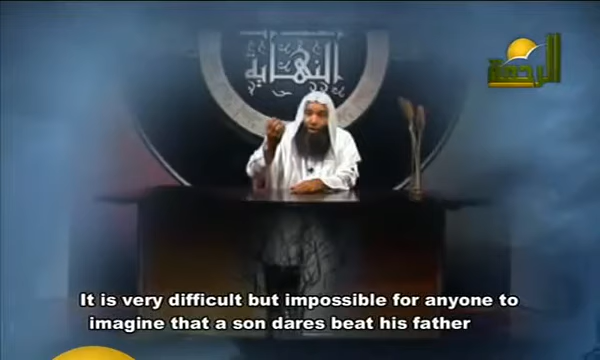 النهاية
الرحمة
It is very difficult but impossible for anyone to
imagine that a son dares beat his father